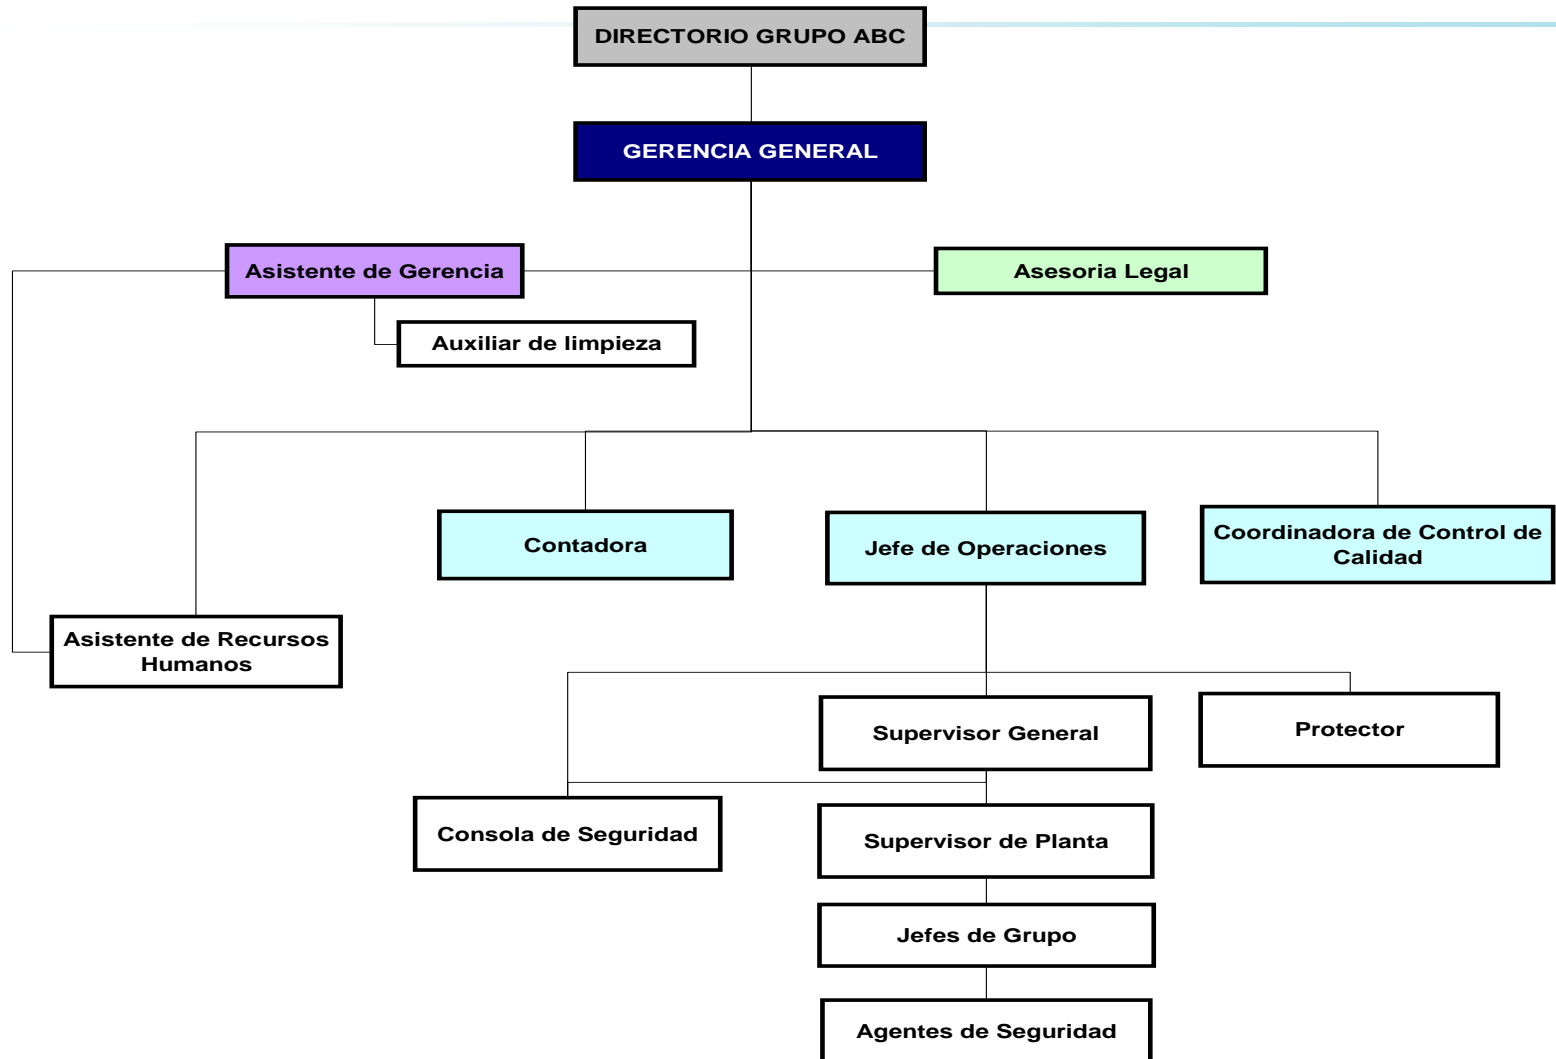 DIRECTORIO GRUPO ABC
GERENCIA GENERAL
Asistente de Gerencia
Asesoria Legal
Auxiliar de limpieza
Contadora
Jefe de Operaciones
Coordinadora de Control de
Calidad
Asistente de Recursos
Humanos
Supervisor General
Protector
Consola de Seguridad
Supervisor de Planta
Jefes de Grupo
Agentes de Seguridad